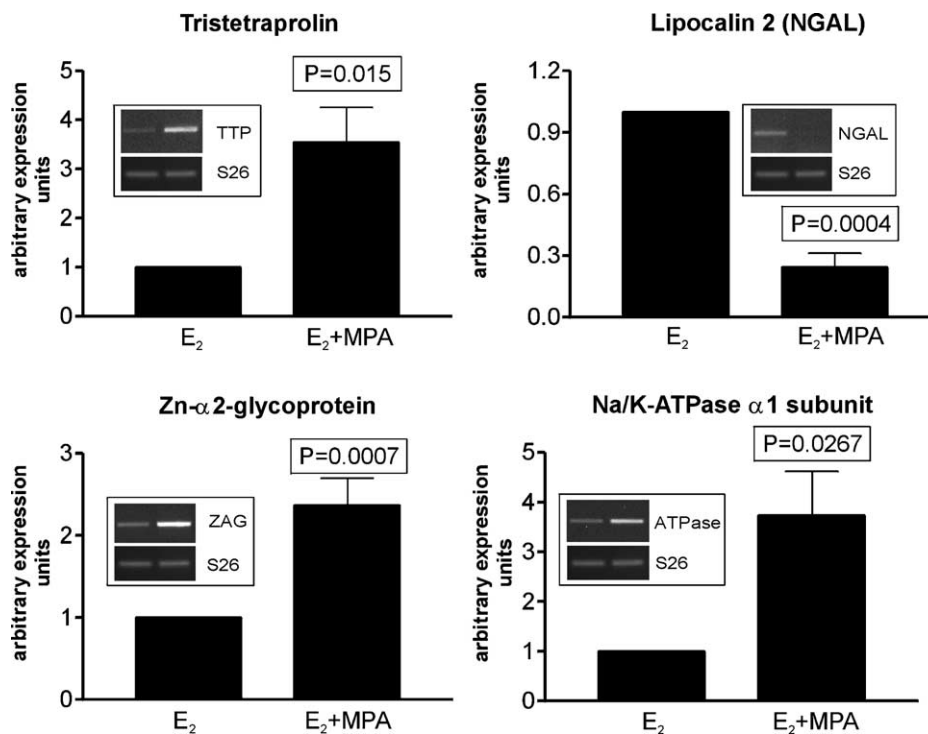 Tristetraprolin
arbitrary expression
units
5
4
3
2
1
0
P=0.015
TTP
S26
E₂
E₂+MPA
Lipocalin 2 (NGAL)
arbitrary expression
units
1.2
0.9
0.6
0.3
0.0
NGAL
S26
P=0.0004
E₂
E₂+MPA
Zn-α2-glycoprotein
arbitrary expression
units
3
2
1
0
P=0.0007
ZAG
S26
E₂
E₂+MPA
Na/K-ATPase α1 subunit
arbitrary expression
units
5
4
3
2
1
0
P=0.0267
ATPase
S26
E₂
E₂+MPA